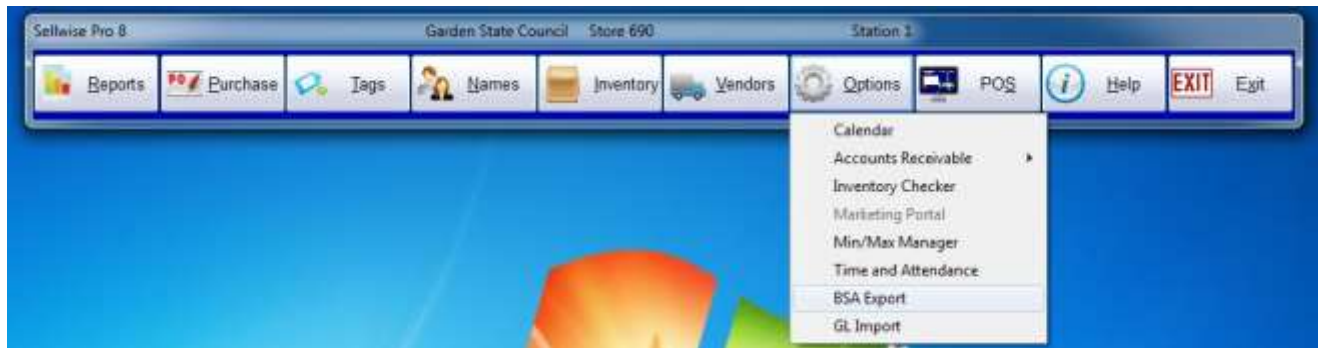 Sellwise Pro 8 Garden State Council Store 690 Station 1
Reports PO Purchase Tags Names Inventory Vendors Options POS Help EXIT Exit
Calendar
Accounts Receivable
Inventory Checker
Marketing Portal
Min/Max Manager
Time and Attendance
BSA Export
GL Import